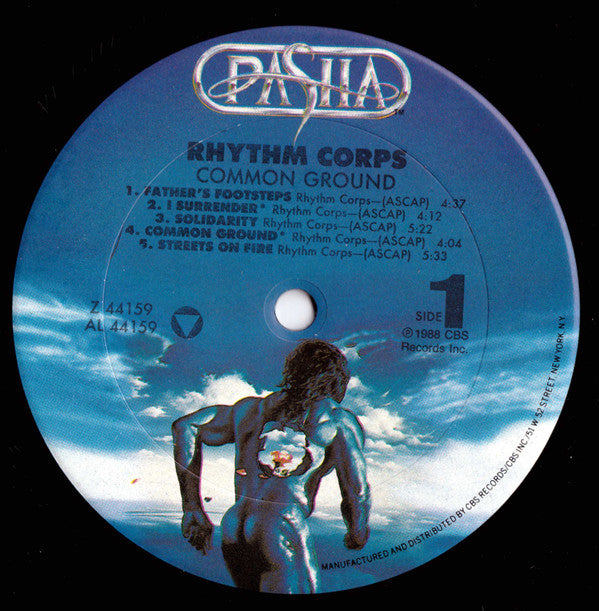 PASHA
TM
RHYTHM CORPS
COMMON GROUND
1. FATHER'S FOOTSTEPS Rhythm Corps—(ASCAP) 4:37
2. I SURRENDER* Rhythm Corps—(ASCAP) 4:12
3. SOLIDARITY Rhythm Corps—(ASCAP) 5:22
4. COMMON GROUND* Rhythm Corps—(ASCAP) 4:04
5. STREETS ON FIRE Rhythm Corps—(ASCAP) 5:33
Z 44159
AL 44159
SIDE 1
℗ 1988 CBS
Records Inc.
MANUFACTURED AND DISTRIBUTED BY CBS RECORDS/CBS INC./51 W. 52 STREET NEW YORK, N.Y.